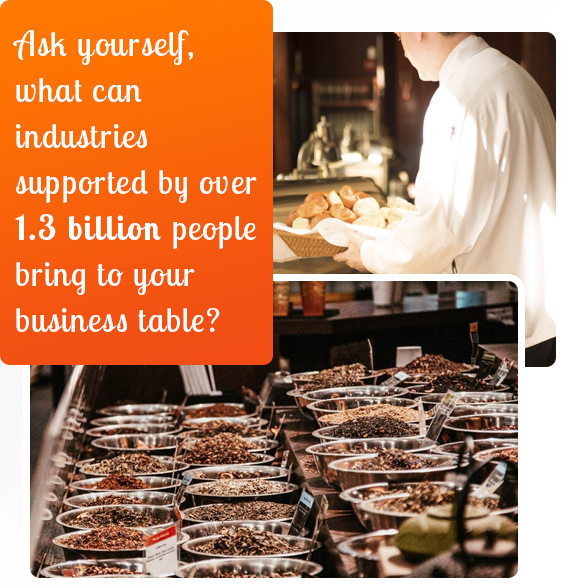 Ask yourself,
what can
industries
supported by over
1.3 billion people
bring to your
business table?